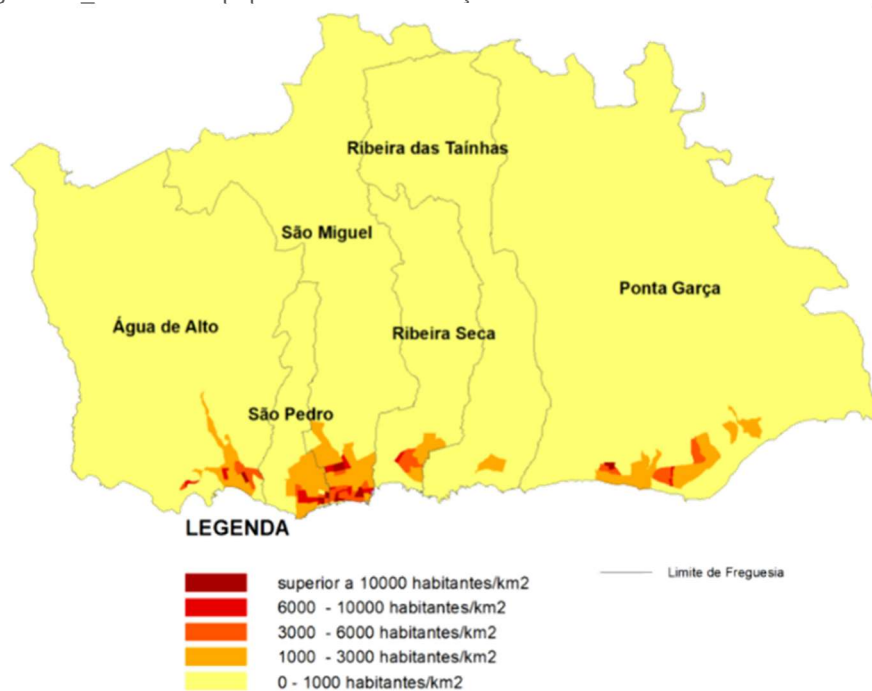 Ribeira das Taínhas
São Miguel
Ponta Garça
Água de Alto
Ribeira Seca
São Pedro
LEGENDA
superior a 10000 habitantes/km2
6000 - 10000 habitantes/km2
3000 - 6000 habitantes/km2
1000 - 3000 habitantes/km2
0 - 1000 habitantes/km2
Limite de Freguesia